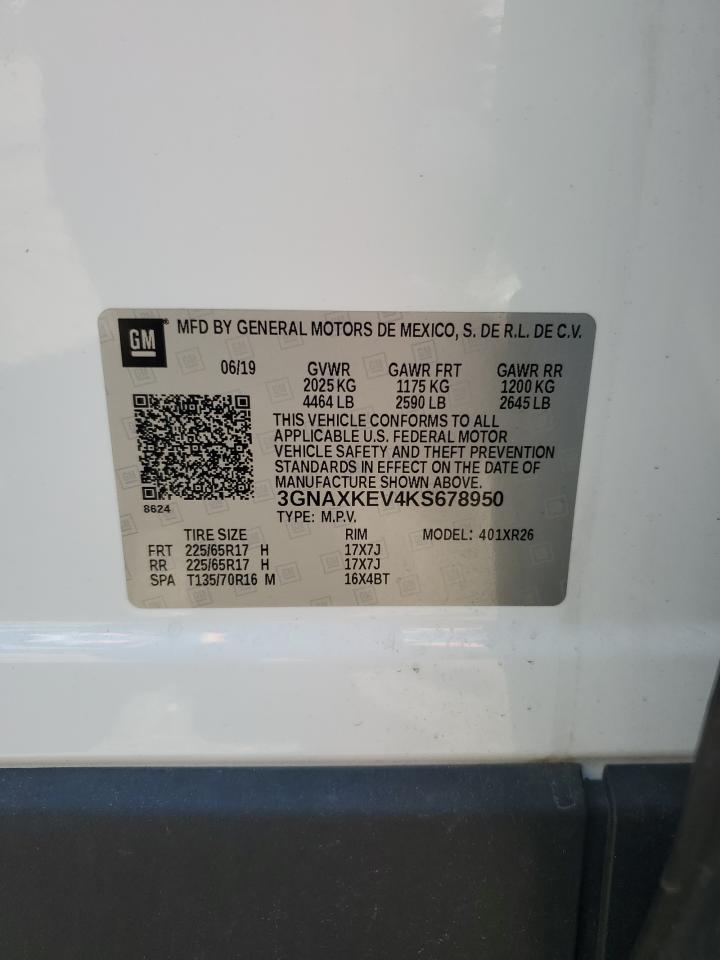 GM ® MFD BY GENERAL MOTORS DE MEXICO, S. DE R.L. DE C.V.
06/19 GVWR GAWR FRT GAWR RR
2025 KG 1175 KG 1200 KG
4464 LB 2590 LB 2645 LB
THIS VEHICLE CONFORMS TO ALL
APPLICABLE U.S. FEDERAL MOTOR
VEHICLE SAFETY AND THEFT PREVENTION
STANDARDS IN EFFECT ON THE DATE OF
MANUFACTURE SHOWN ABOVE.
8624 3GNAXKEV4KS678950
TYPE: M.P.V.
TIRE SIZE RIM MODEL: 401XR26
FRT 225/65R17 H 17X7J
RR 225/65R17 H 17X7J
SPA T135/70R16 M 16X4BT